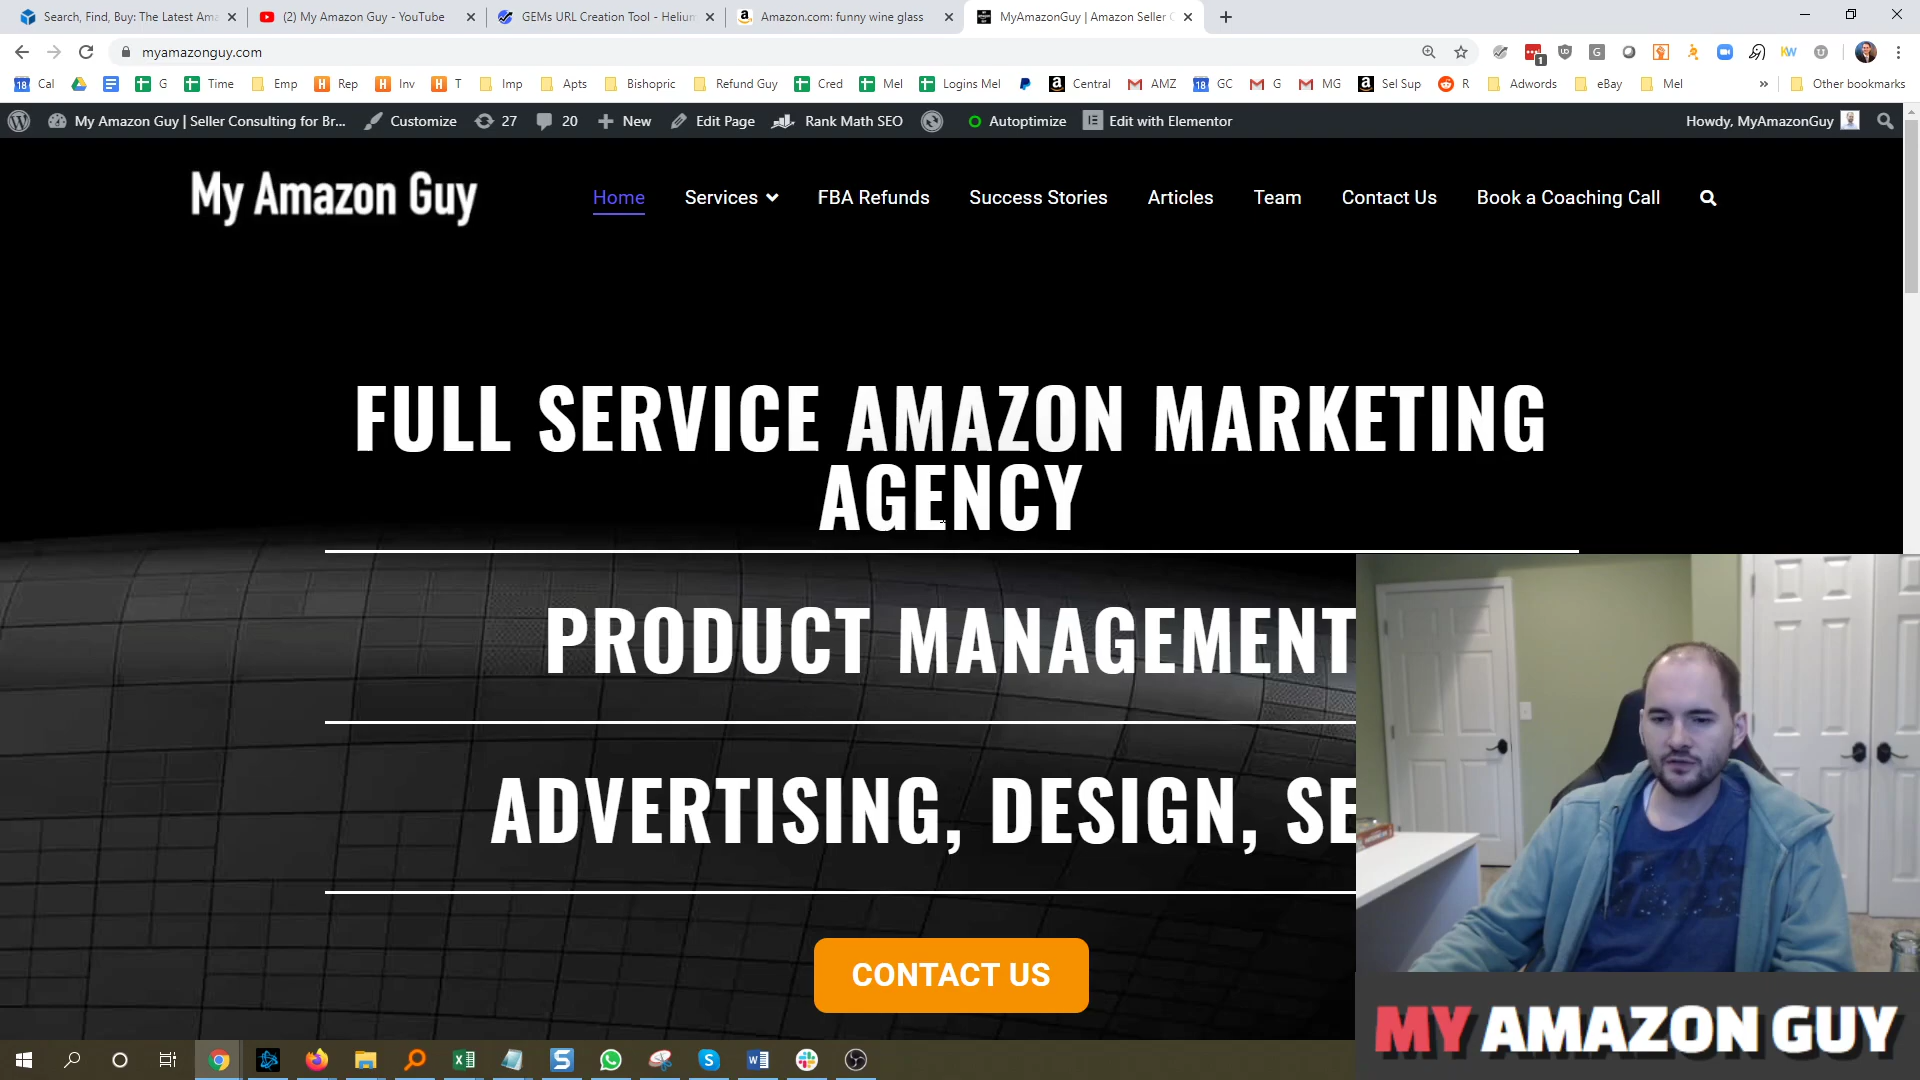 Search, Find, Buy: The Latest Ama
(2) My Amazon Guy - YouTube
GEMs URL Creation Tool - Helium
Amazon.com: funny wine glass
MyAmazonGuy | Amazon Seller C
myamazonguy.com
Cal
G
Time
Emp
Rep
Inv
T
Imp
Apts
Bishopric
Refund Guy
Cred
Mel
Logins Mel
Central
AMZ
GC
G
MG
Sel Sup
R
Adwords
eBay
Mel
Other bookmarks
My Amazon Guy | Seller Consulting for Br...
Customize
27
20
New
Edit Page
Rank Math SEO
Autoptimize
Edit with Elementor
Howdy, MyAmazonGuy
My Amazon Guy
Home
Services
FBA Refunds
Success Stories
Articles
Team
Contact Us
Book a Coaching Call
FULL SERVICE AMAZON MARKETING
AGENCY
PRODUCT MANAGEMENT
ADVERTISING, DESIGN, SE
CONTACT US
MY AMAZON GUY